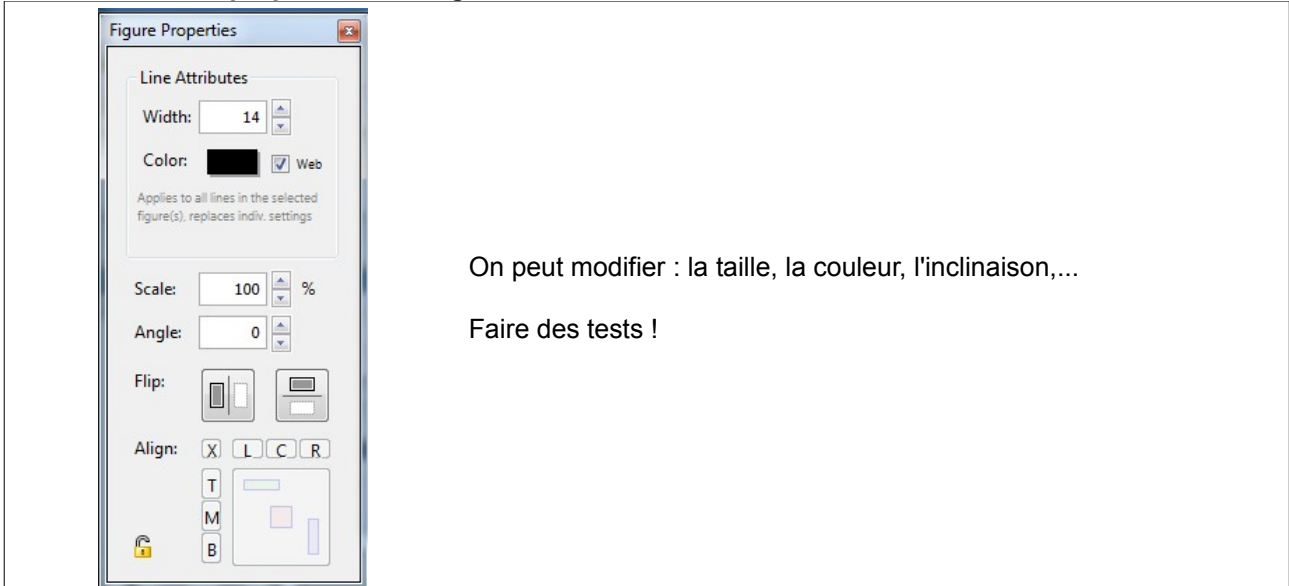 Figure Properties
Line Attributes
Width: 14
Color: Web
Applies to all lines in the selected
figure(s), replaces indiv. settings
On peut modifier : la taille, la couleur, l'inclinaison,...
Scale: 100 %
Faire des tests !
Angle: 0
Flip:
Align: X L C R
T
M
B